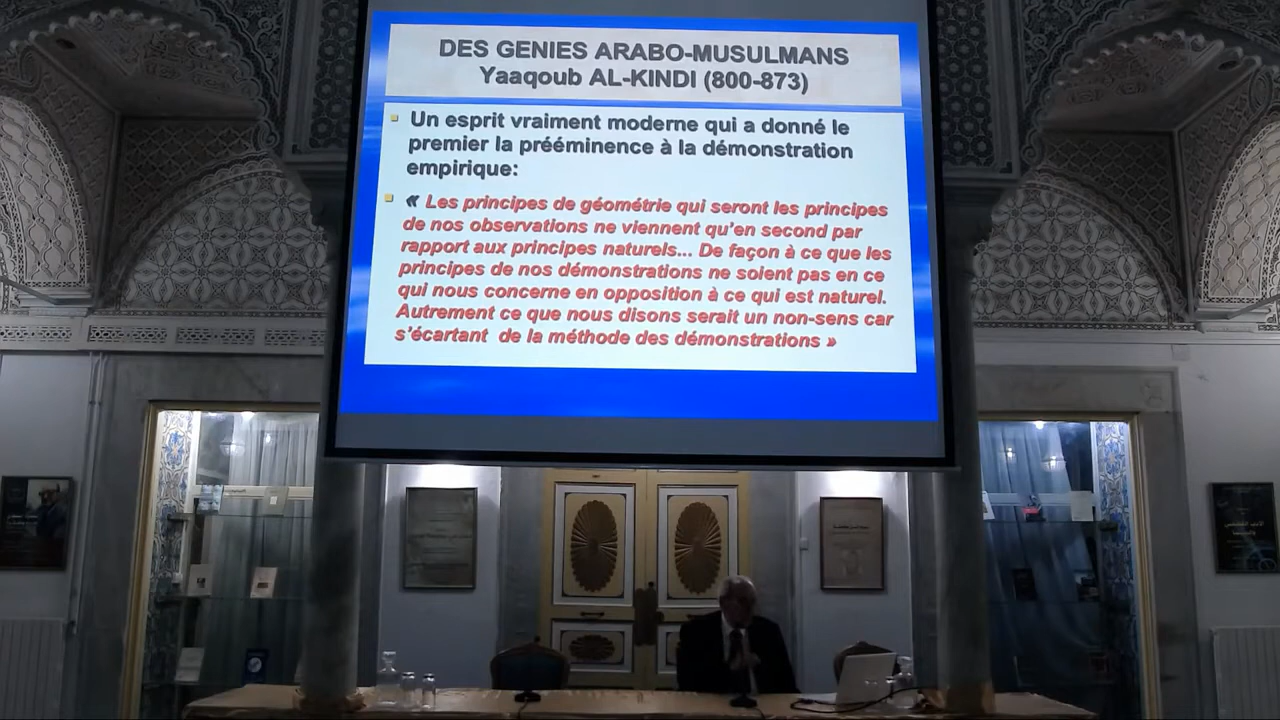 DES GENIES ARABO-MUSULMANS
Yaaqoub AL-KINDI (800-873)
Un esprit vraiment moderne qui a donné le
premier la prééminence à la démonstration
empirique:
« Les principes de géométrie qui seront les principes
de nos observations ne viennent qu'en second par
rapport aux principes naturels... De façon à ce que les
principes de nos démonstrations ne soient pas en ce
qui nous concerne en opposition à ce qui est naturel.
Autrement ce que nous disons serait un non-sens car
s'écartant de la méthode des démonstrations »